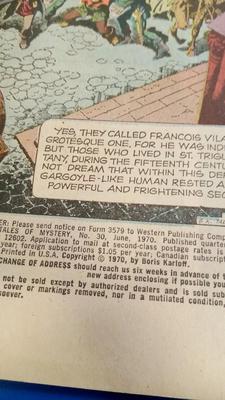 YES, THEY CALLED FRANCOIS VILA
GROTESQUE ONE, FOR HE WAS IND
BUT THOSE WHO LIVED IN ST. TRIGU
TANY, DURING THE FIFTEENTH CENTU
NOT DREAM THAT WITHIN THIS DE
GARGOYLE-LIKE HUMAN RESTED A
POWERFUL AND FRIGHTENING SEC
ER: Please send notice on Form 3579 to Western Publishing Comp
TALES OF MYSTERY, No. 30, June, 1970. Published quarter
12602. Application to mail at second-class postage rates is
year; foreign subscriptions $1.05 per year; Canadian subscrip
Printed in U.S.A. Copyright © 1970, by Boris Karloff.
CHANGE OF ADDRESS should reach us six weeks in advance of
new address enclosing if possible you
not be sold except by authorized dealers and is sold sub
cover or markings removed, nor in a mutilated condition,
soever.